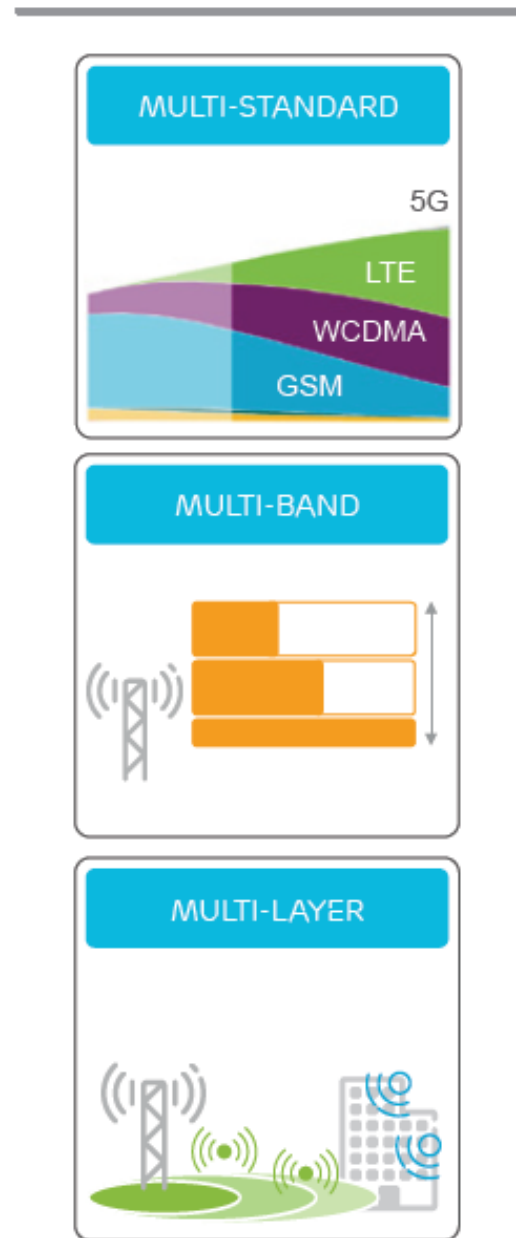 MULTI-STANDARD
5G
LTE
WCDMA
GSM
MULTI-BAND
MULTI-LAYER